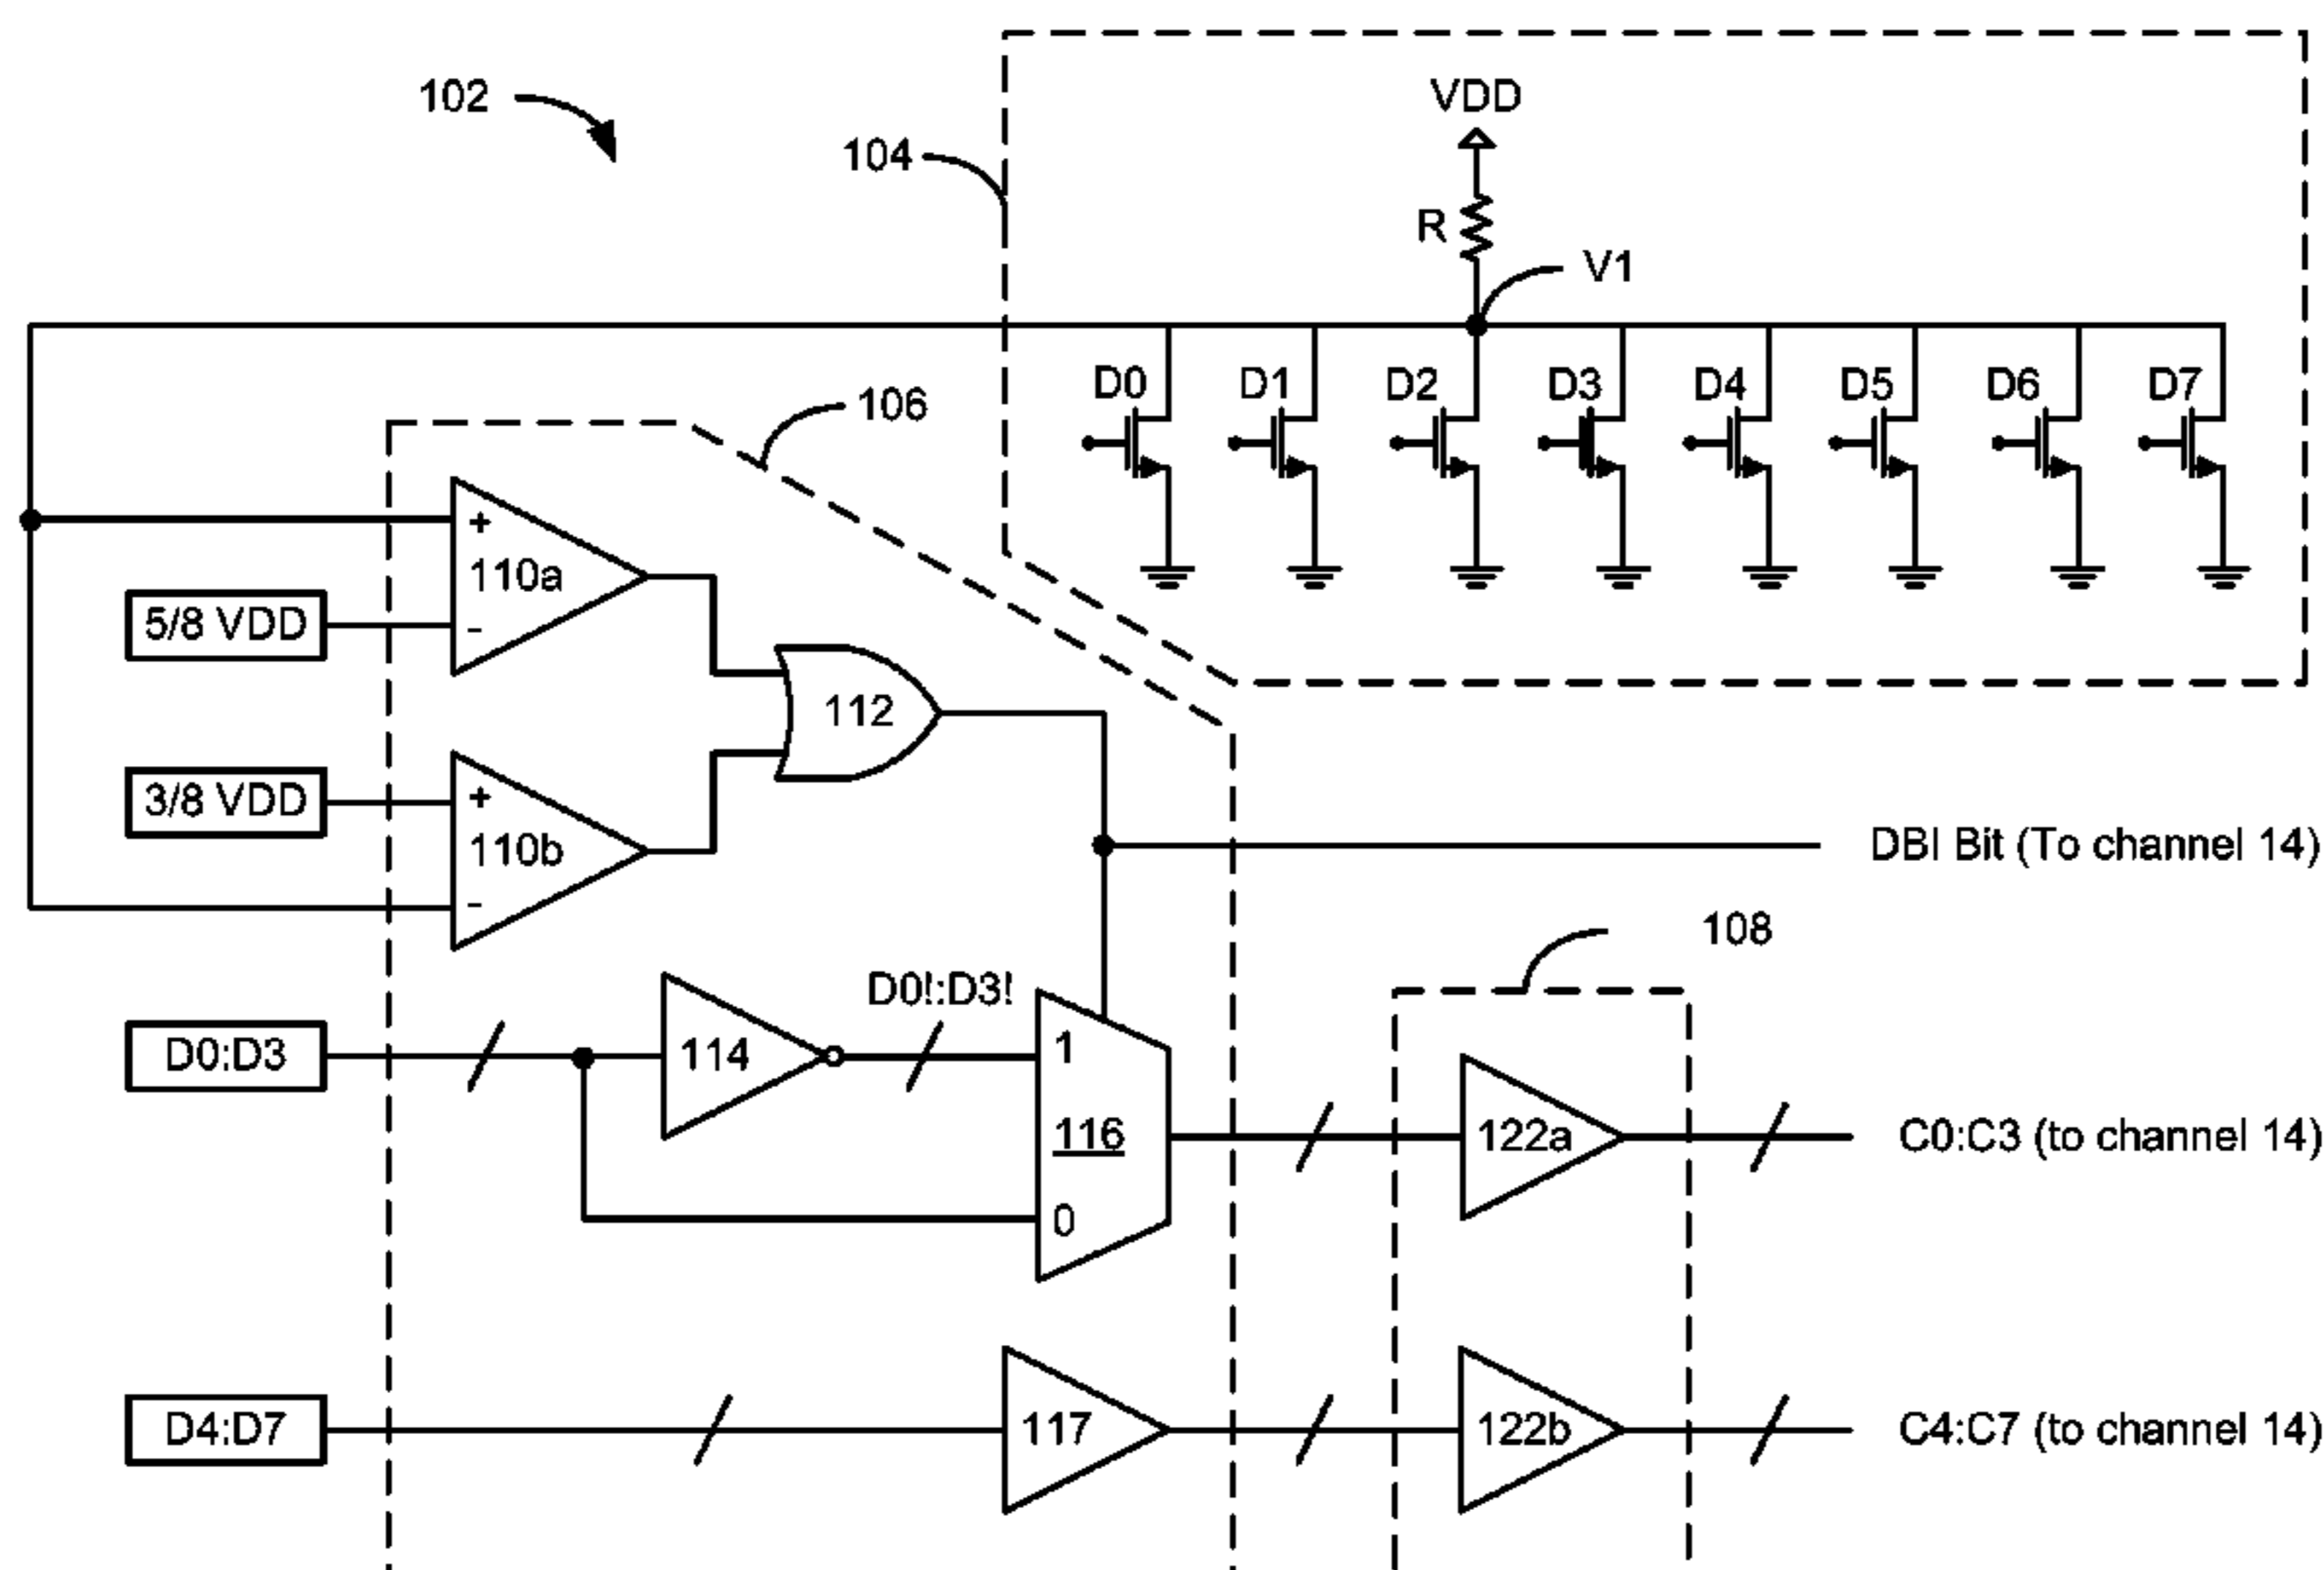 102
104
VDD
R
V1
D0 D1 D2 D3 D4 D5 D6 D7
106
+
110a
5/8 VDD
-
112
3/8 VDD
+
110b
-
DBI Bit (To channel 14)
108
D0!:D3!
D0:D3
114
1
116
0
122a
C0:C3 (to channel 14)
D4:D7
117
122b
C4:C7 (to channel 14)